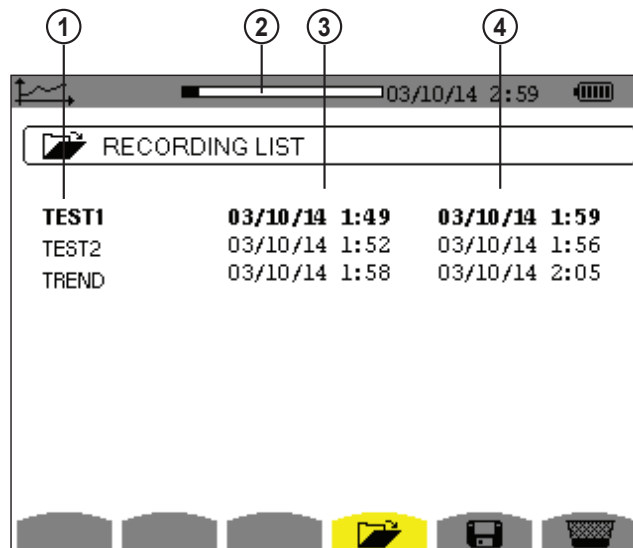 1 2 3 4
03/10/14 2:59
RECORDING LIST
TEST1 03/10/14 1:49 03/10/14 1:59
TEST2 03/10/14 1:52 03/10/14 1:56
TREND 03/10/14 1:58 03/10/14 2:05